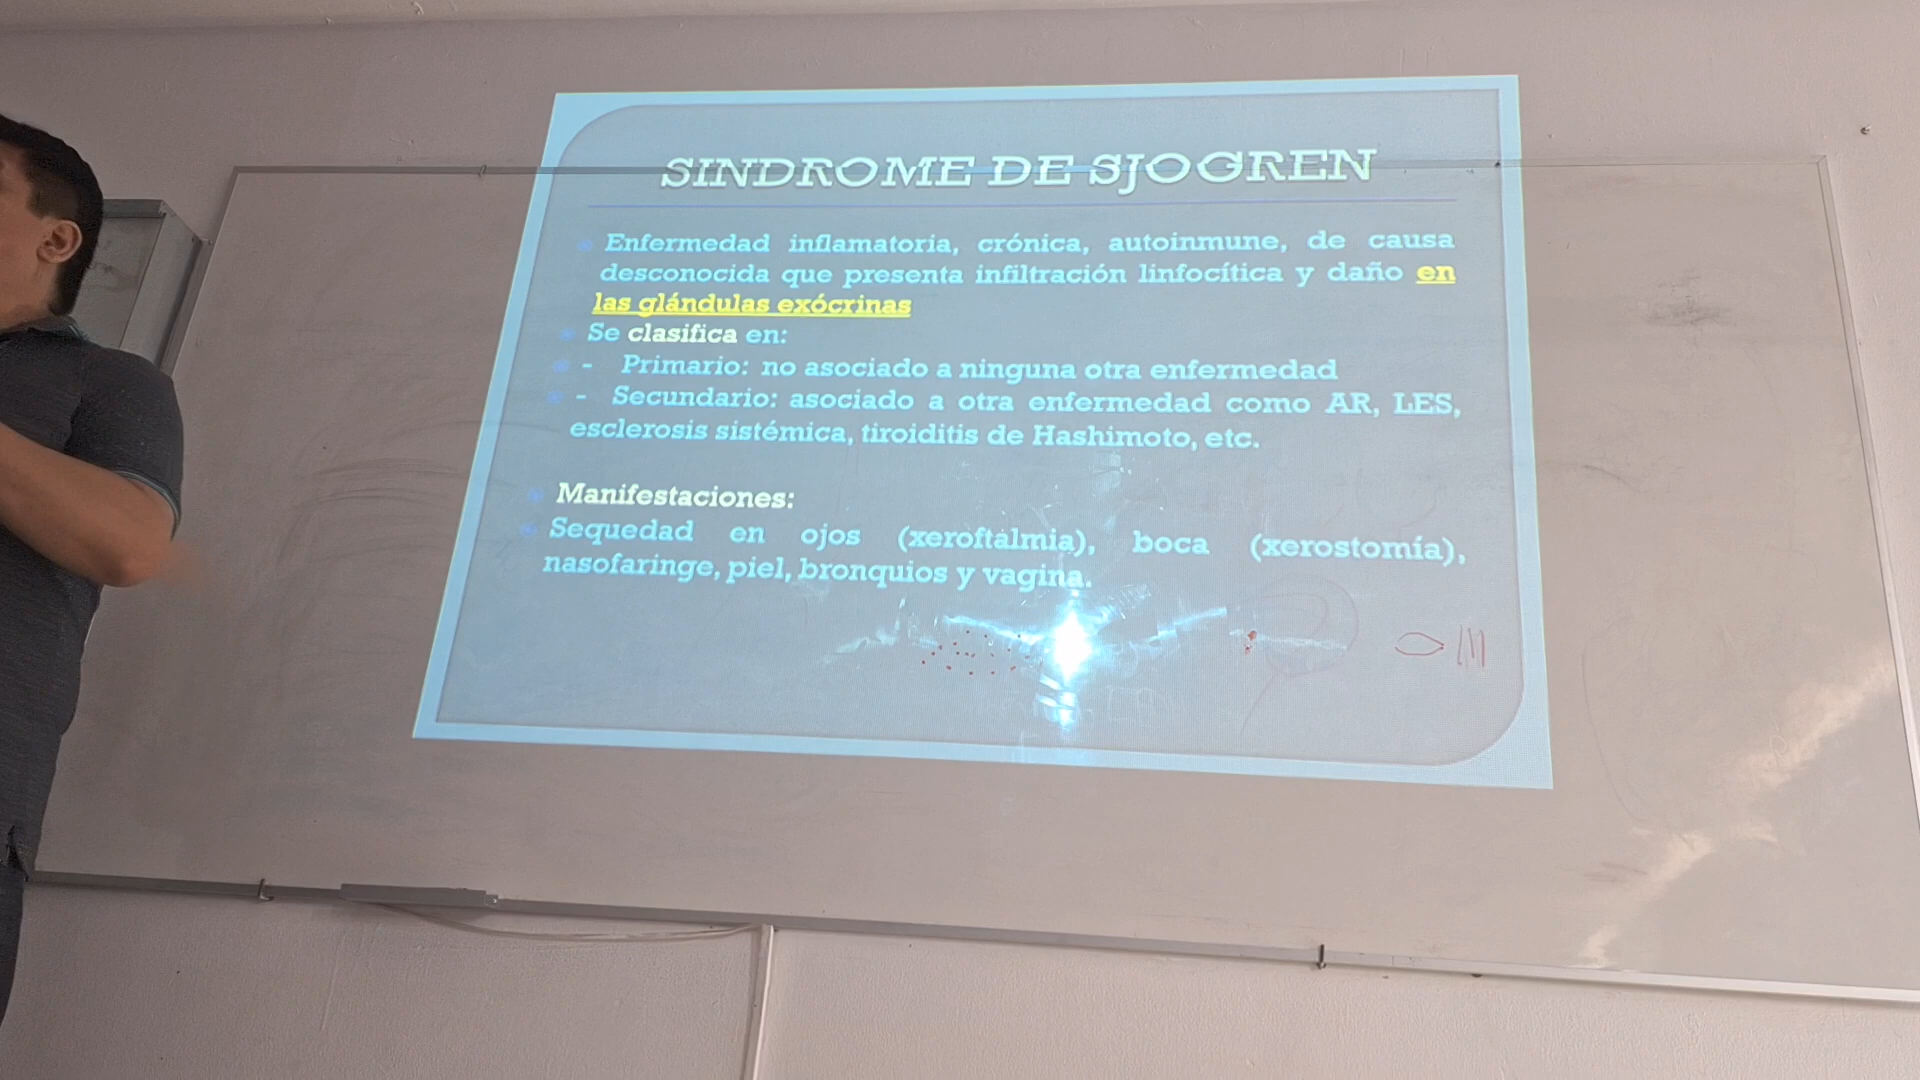 SINDROME DE SJOGREN
Enfermedad inflamatoria, crónica, autoinmune, de causa
desconocida que presenta infiltración linfocítica y daño en
las glándulas exócrinas
Se clasifica en:
- Primario: no asociado a ninguna otra enfermedad
- Secundario: asociado a otra enfermedad como AR, LES,
esclerosis sistémica, tiroiditis de Hashimoto, etc.
Manifestaciones:
Sequedad en ojos (xeroftalmia), boca (xerostomía),
nasofaringe, piel, bronquios y vagina.